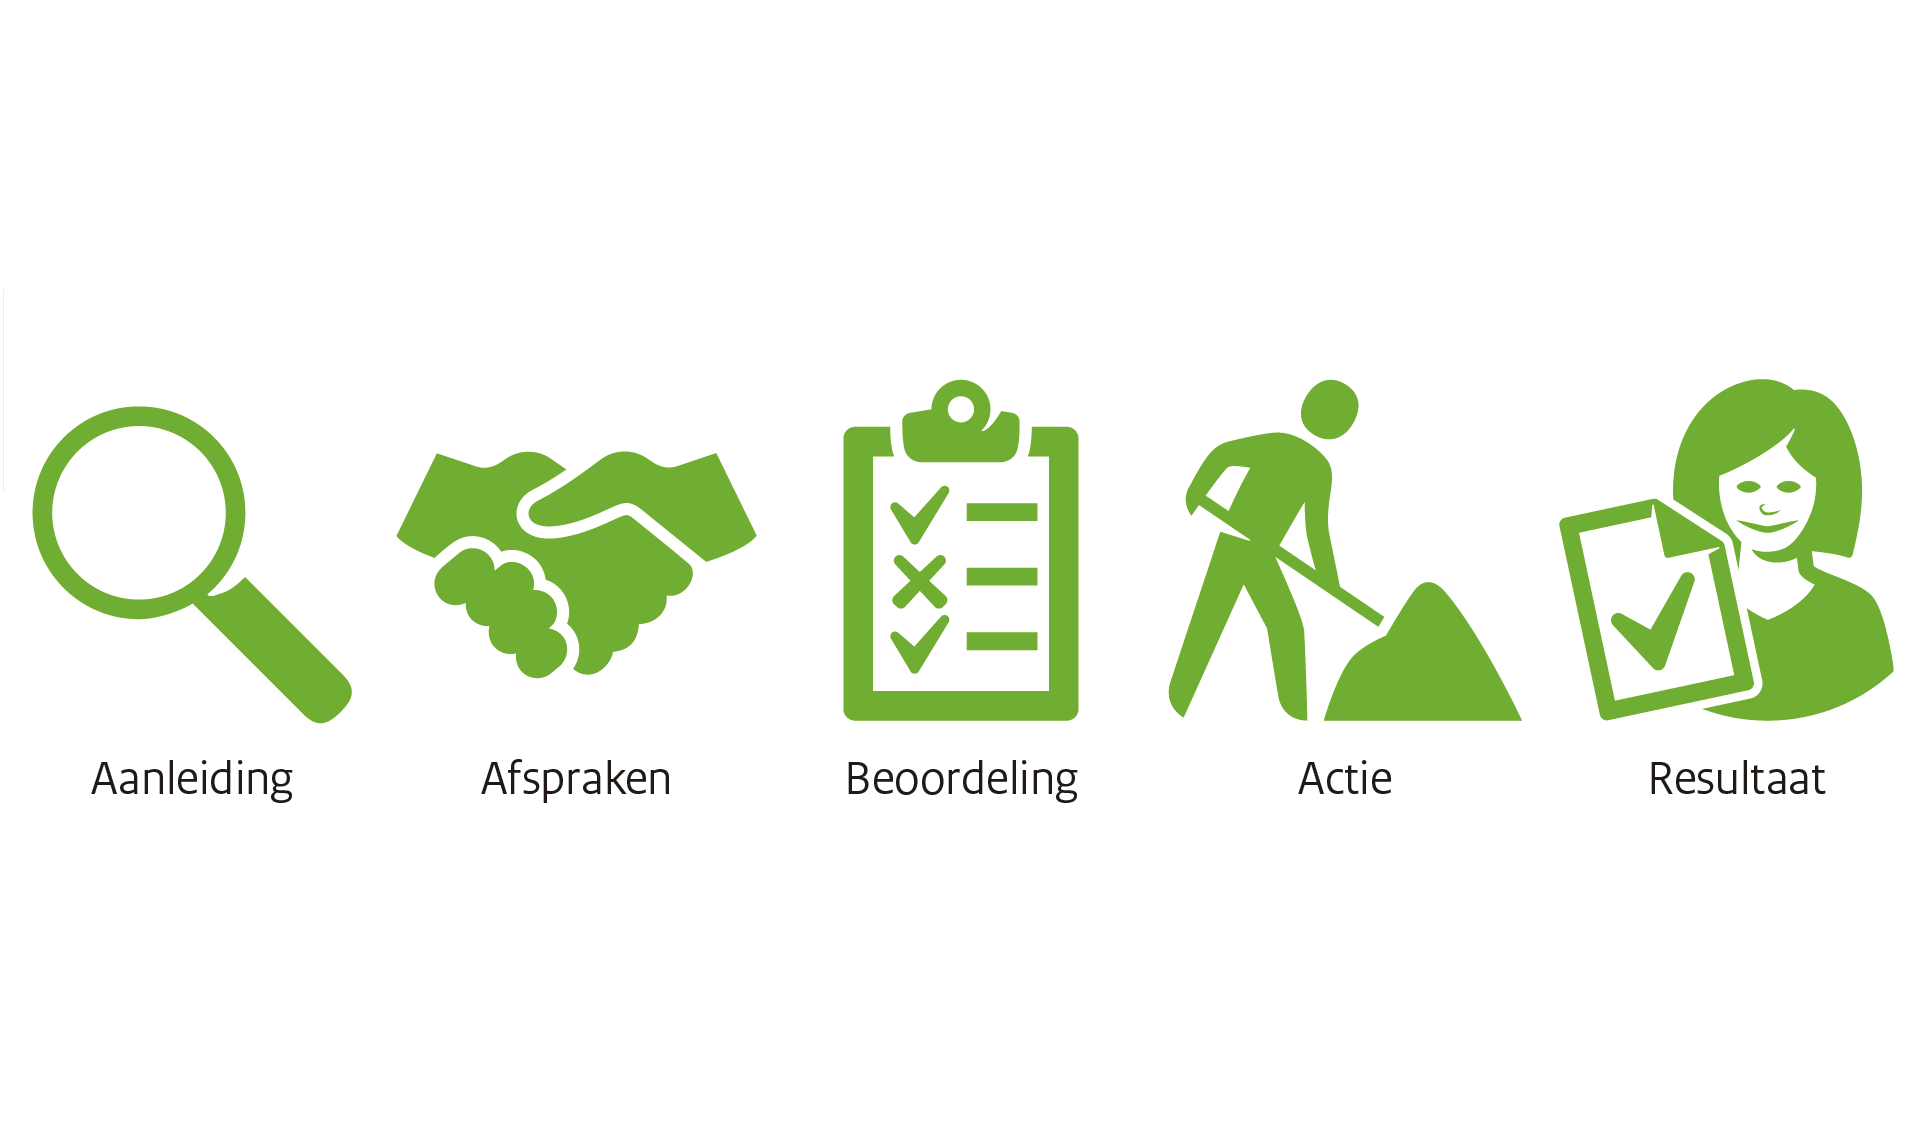 Aanleiding
Afspraken
Beoordeling
Actie
Resultaat